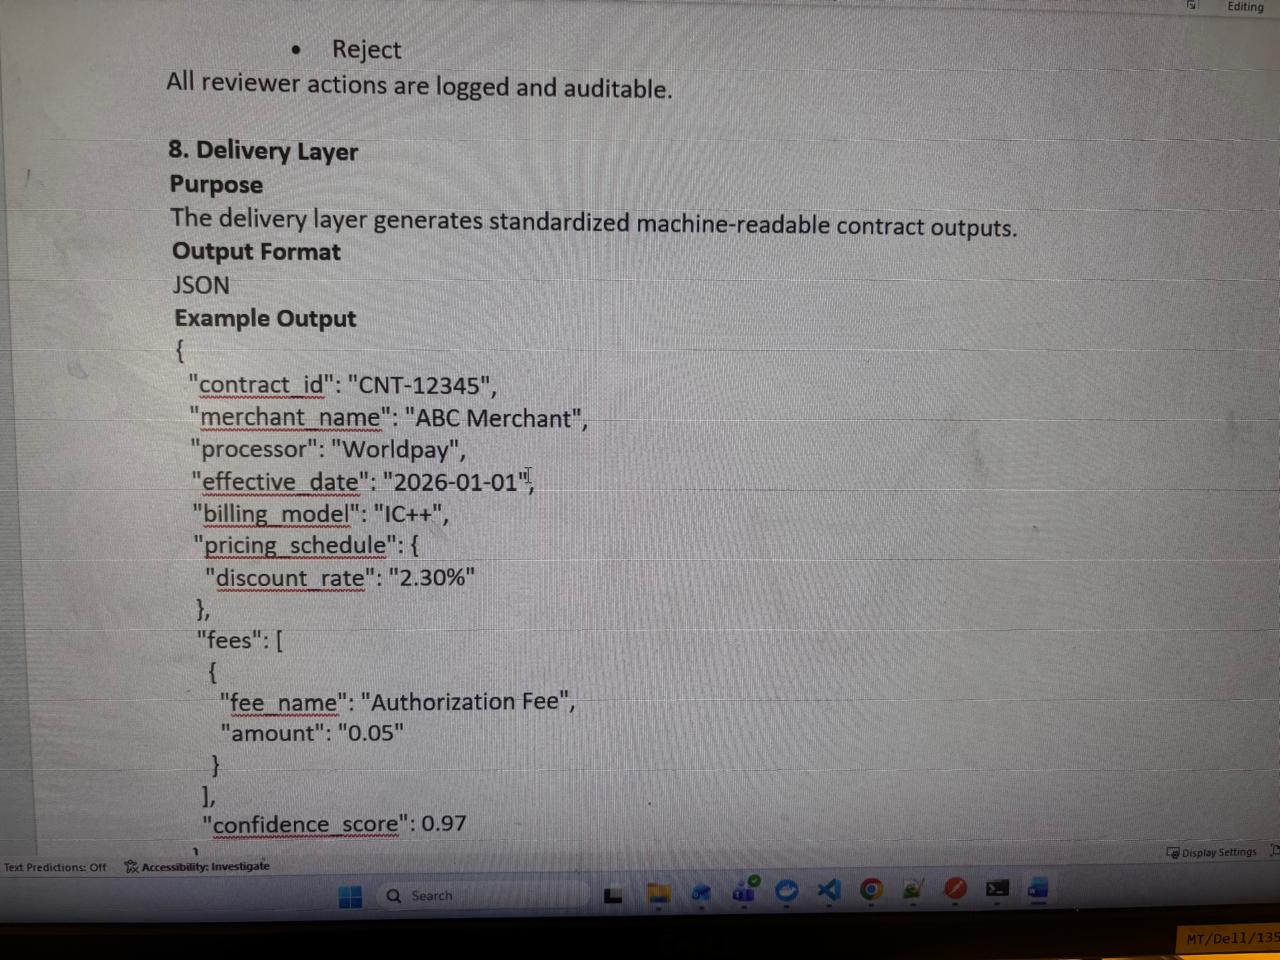 Editing
• Reject
All reviewer actions are logged and auditable.
8. Delivery Layer
Purpose
The delivery layer generates standardized machine-readable contract outputs.
Output Format
JSON
Example Output
{
"contract_id": "CNT-12345",
"merchant_name": "ABC Merchant",
"processor": "Worldpay",
"effective_date": "2026-01-01",
"billing_model": "IC++",
"pricing_schedule": {
"discount_rate": "2.30%"
},
"fees": [
{
"fee_name": "Authorization Fee",
"amount": "0.05"
}
],
"confidence_score": 0.97
}
Text Predictions: Off Accessibility: Investigate Display Settings
Search
MT/Dell/135